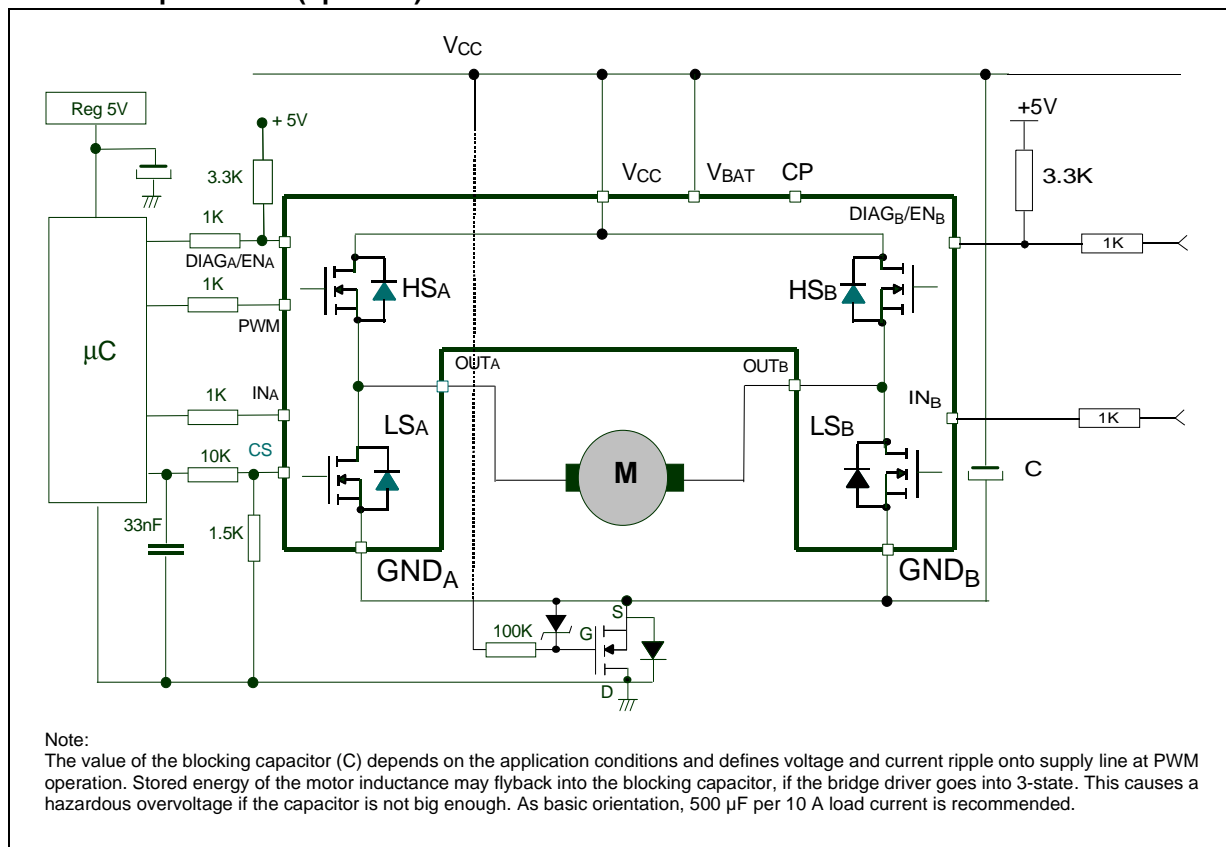 VCC
Reg 5V
+ 5V
+5V
3.3K
VCC
VBAT
CP
3.3K
1K
DIAGB/ENB
1K
DIAGA/ENA
1K
HSA
HSB
PWM
µC
OUTA
OUTB
1K
INA
INB
1K
LSA
LSB
CS
10K
M
C
33nF
1.5K
GNDA
GNDB
100K
G
S
D
Note:
The value of the blocking capacitor (C) depends on the application conditions and defines voltage and current ripple onto supply line at PWM
operation. Stored energy of the motor inductance may flyback into the blocking capacitor, if the bridge driver goes into 3-state. This causes a
hazardous overvoltage if the capacitor is not big enough. As basic orientation, 500 µF per 10 A load current is recommended.